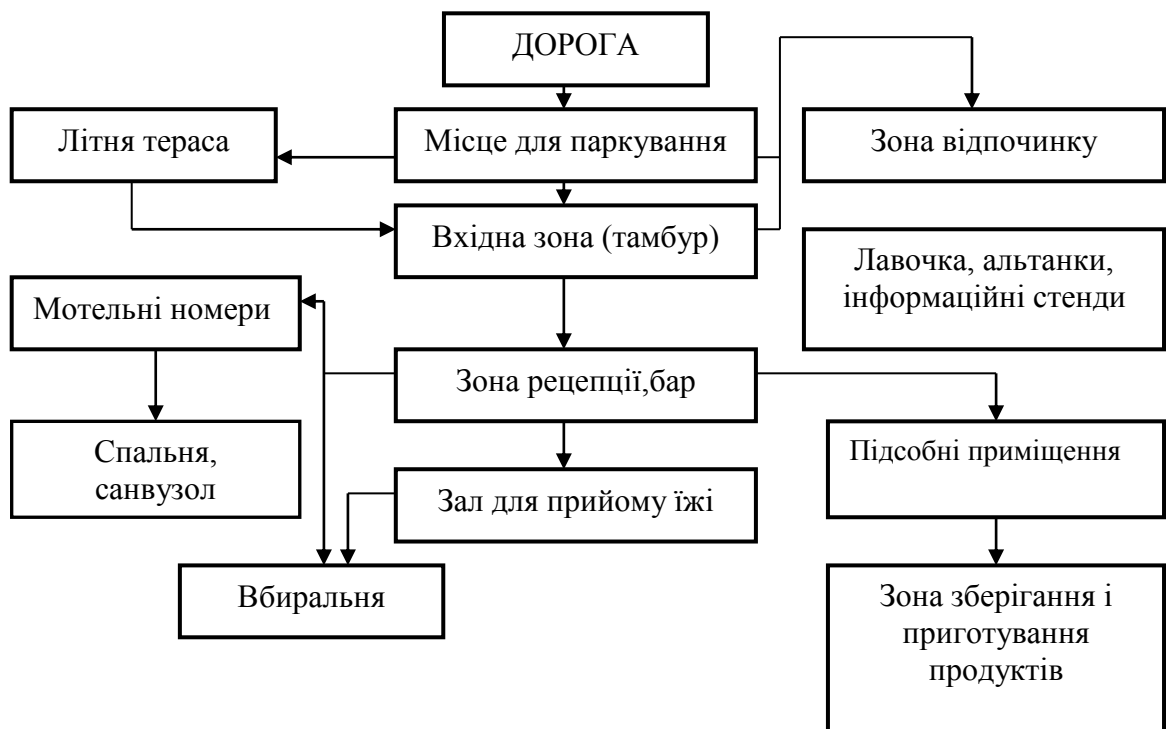 ДОРОГА
Літня тераса
Місце для паркування
Зона відпочинку
Вхідна зона (тамбур)
Лавочка, альтанки,
інформаційні стенди
Мотельні номери
Зона рецепції,бар
Спальня,
санвузол
Підсобні приміщення
Зал для прийому їжі
Вбиральня
Зона зберігання і
приготування
продуктів